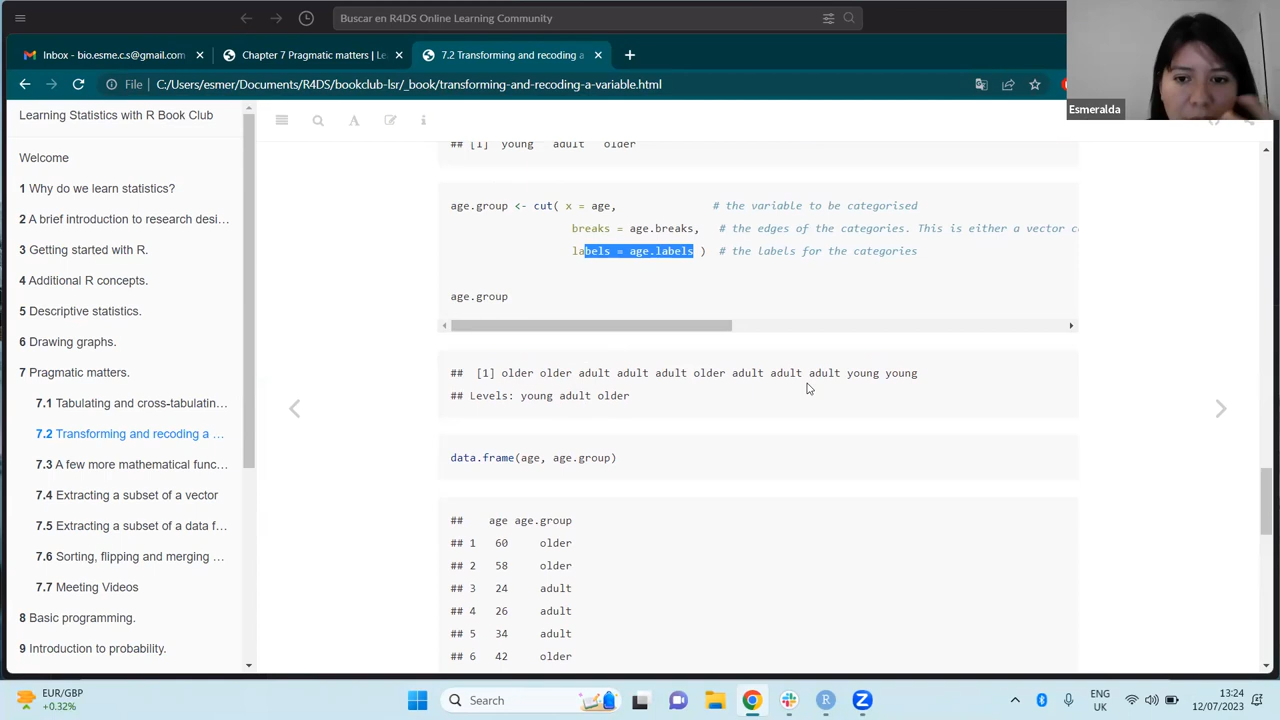 Buscar en R4DS Online Learning Community
Inbox - bio.esme.c.s@gmail.com
Chapter 7 Pragmatic matters | Le
7.2 Transforming and recoding a
File
C:/Users/esmer/Documents/R4DS/bookclub-lsr/_book/transforming-and-recoding-a-variable.html
Esmeralda
Learning Statistics with R Book Club
Welcome
1 Why do we learn statistics?
2 A brief introduction to research desi...
3 Getting started with R.
4 Additional R concepts.
5 Descriptive statistics.
6 Drawing graphs.
7 Pragmatic matters.
7.1 Tabulating and cross-tabulatin...
7.2 Transforming and recoding a ...
7.3 A few more mathematical func...
7.4 Extracting a subset of a vector
7.5 Extracting a subset of a data f...
7.6 Sorting, flipping and merging ...
7.7 Meeting Videos
8 Basic programming.
9 Introduction to probability.
## [1] young adult older
age.group <- cut( x = age, # the variable to be categorised
breaks = age.breaks, # the edges of the categories. This is either a vector c
labels = age.labels ) # the labels for the categories
age.group
## [1] older older adult adult adult older adult adult adult young young
## Levels: young adult older
data.frame(age, age.group)
## age age.group
## 1 60 older
## 2 58 older
## 3 24 adult
## 4 26 adult
## 5 34 adult
## 6 42 older
EUR/GBP
+0.32%
Search
ENG
UK
13:24
12/07/2023